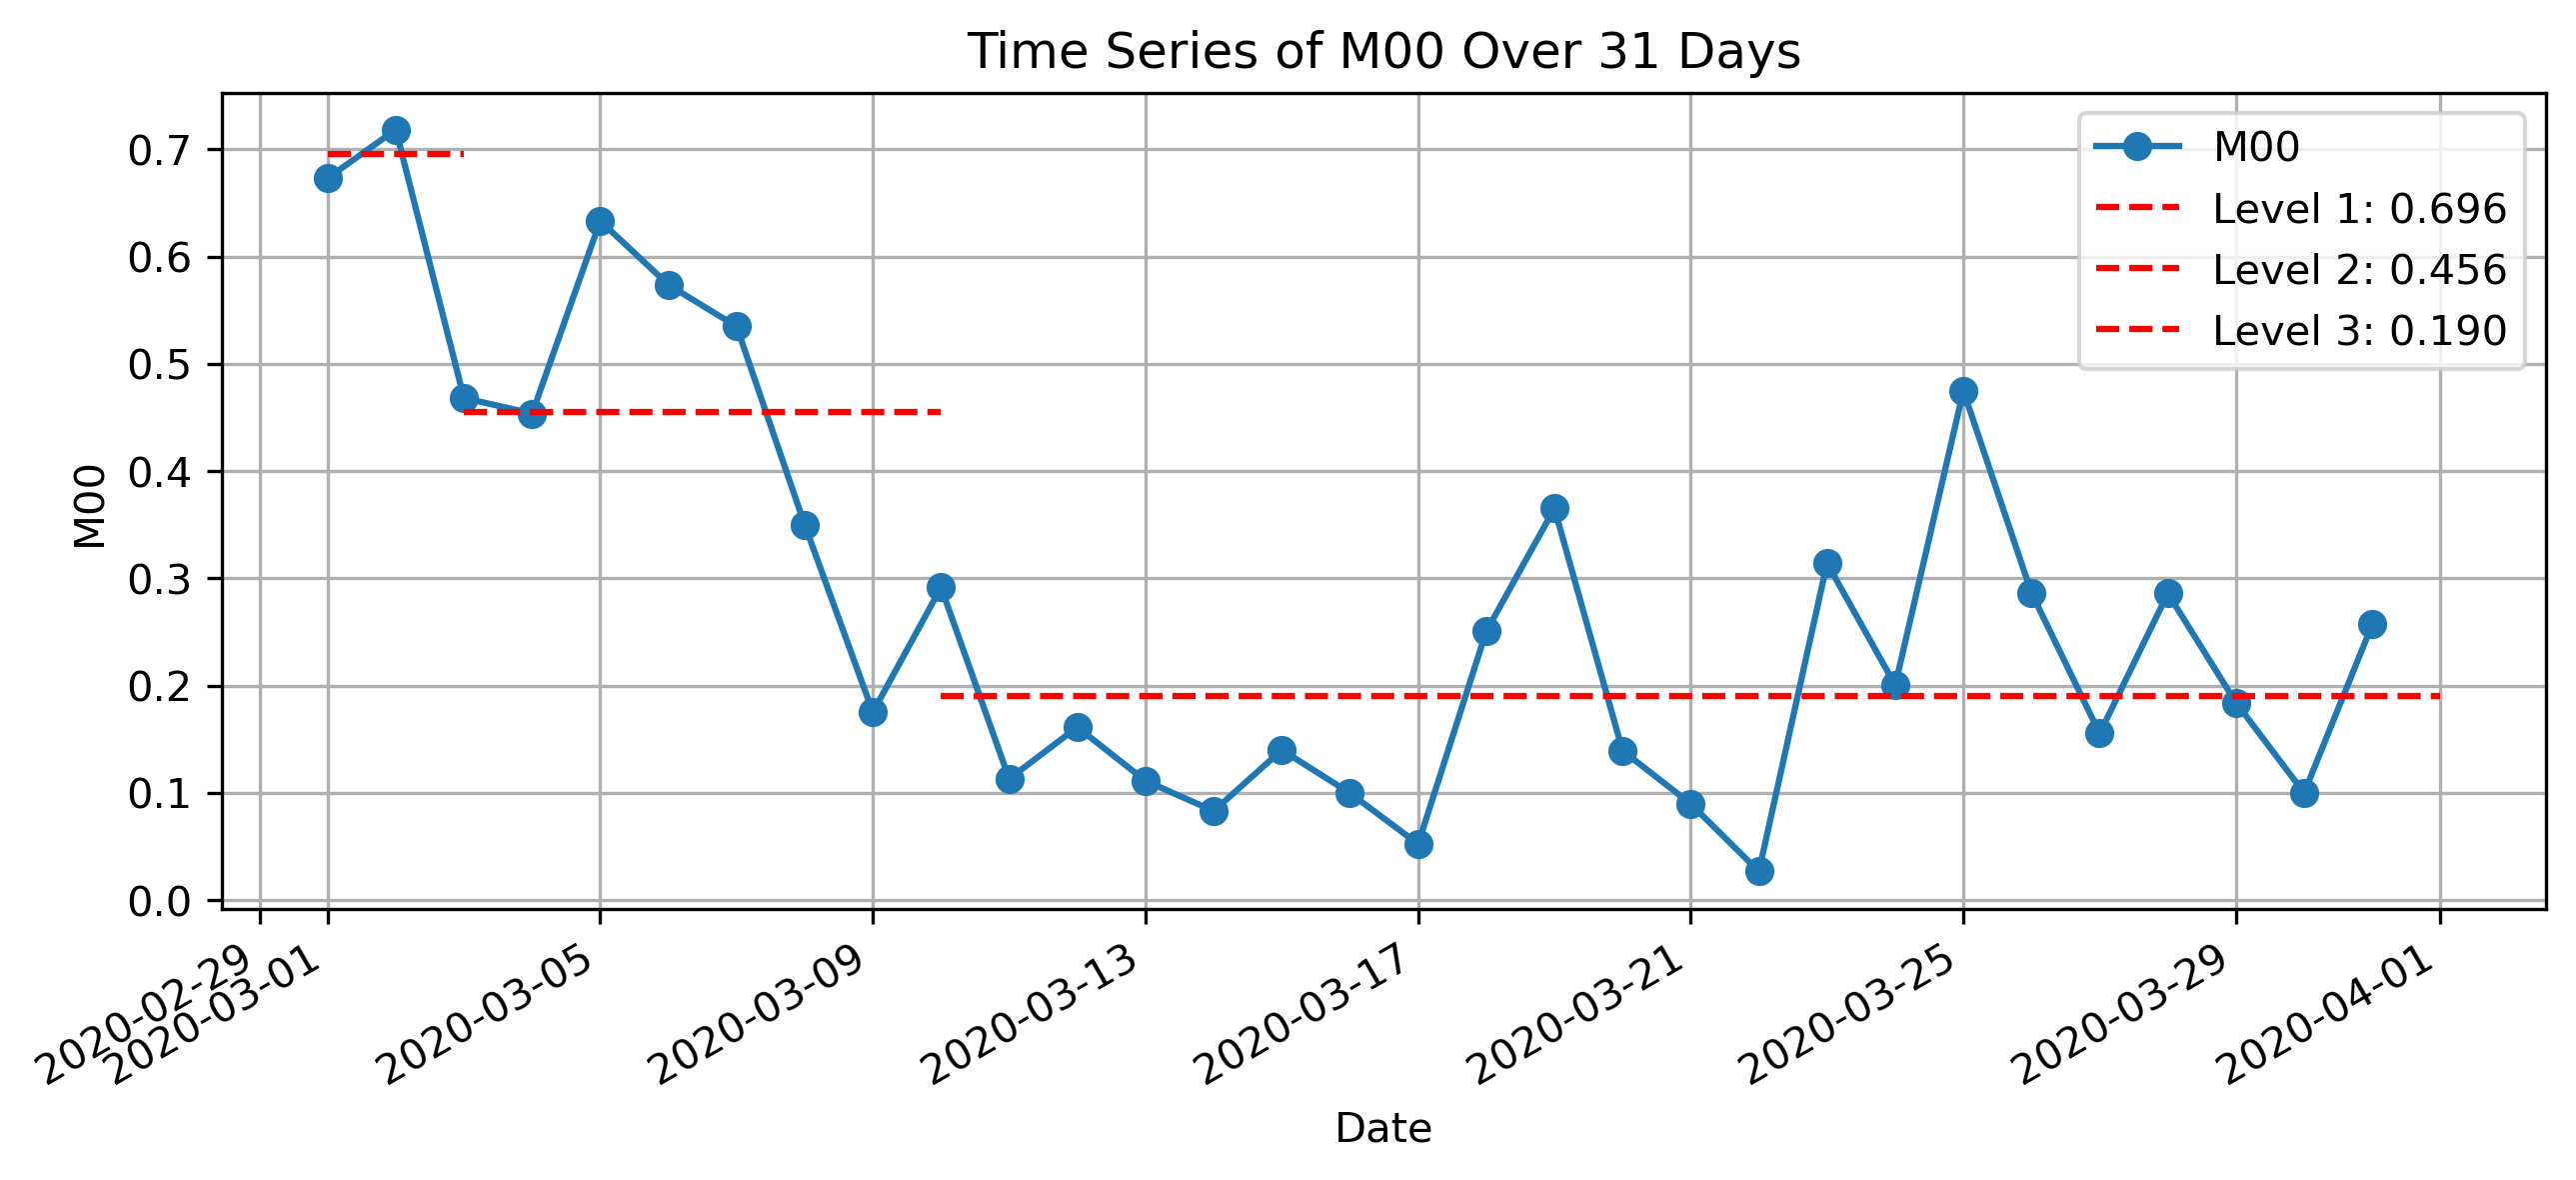 Time Series of M00 Over 31 Days
M00
Level 1: 0.696
Level 2: 0.456
Level 3: 0.190
0.7
0.6
0.5
0.4
0.3
0.2
0.1
0.0
M00
2020-02-29
2020-03-01
2020-03-05
2020-03-09
2020-03-13
2020-03-17
2020-03-21
2020-03-25
2020-03-29
2020-04-01
Date